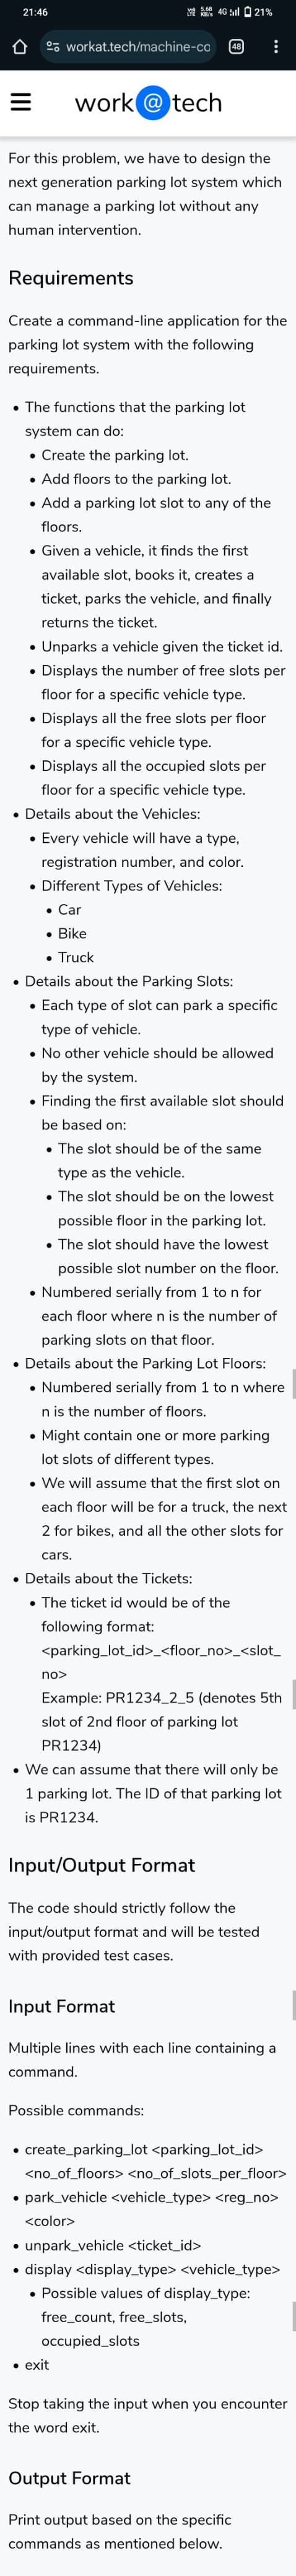 21:46
Vo LTE 5.68 KB/s 4G 21%
workat.tech/machine-co
48
work@tech
For this problem, we have to design the
next generation parking lot system which
can manage a parking lot without any
human intervention.
Requirements
Create a command-line application for the
parking lot system with the following
requirements.
• The functions that the parking lot
system can do:
• Create the parking lot.
• Add floors to the parking lot.
• Add a parking lot slot to any of the
floors.
• Given a vehicle, it finds the first
available slot, books it, creates a
ticket, parks the vehicle, and finally
returns the ticket.
• Unparks a vehicle given the ticket id.
• Displays the number of free slots per
floor for a specific vehicle type.
• Displays all the free slots per floor
for a specific vehicle type.
• Displays all the occupied slots per
floor for a specific vehicle type.
• Details about the Vehicles:
• Every vehicle will have a type,
registration number, and color.
• Different Types of Vehicles:
• Car
• Bike
• Truck
• Details about the Parking Slots:
• Each type of slot can park a specific
type of vehicle.
• No other vehicle should be allowed
by the system.
• Finding the first available slot should
be based on:
• The slot should be of the same
type as the vehicle.
• The slot should be on the lowest
possible floor in the parking lot.
• The slot should have the lowest
possible slot number on the floor.
• Numbered serially from 1 to n for
each floor where n is the number of
parking slots on that floor.
• Details about the Parking Lot Floors:
• Numbered serially from 1 to n where
n is the number of floors.
• Might contain one or more parking
lot slots of different types.
• We will assume that the first slot on
each floor will be for a truck, the next
2 for bikes, and all the other slots for
cars.
• Details about the Tickets:
• The ticket id would be of the
following format:
<parking_lot_id>_<floor_no>_<slot_
no>
Example: PR1234_2_5 (denotes 5th
slot of 2nd floor of parking lot
PR1234)
• We can assume that there will only be
1 parking lot. The ID of that parking lot
is PR1234.
Input/Output Format
The code should strictly follow the
input/output format and will be tested
with provided test cases.
Input Format
Multiple lines with each line containing a
command.
Possible commands:
• create_parking_lot <parking_lot_id>
<no_of_floors> <no_of_slots_per_floor>
• park_vehicle <vehicle_type> <reg_no>
<color>
• unpark_vehicle <ticket_id>
• display <display_type> <vehicle_type>
• Possible values of display_type:
free_count, free_slots,
occupied_slots
• exit
Stop taking the input when you encounter
the word exit.
Output Format
Print output based on the specific
commands as mentioned below.